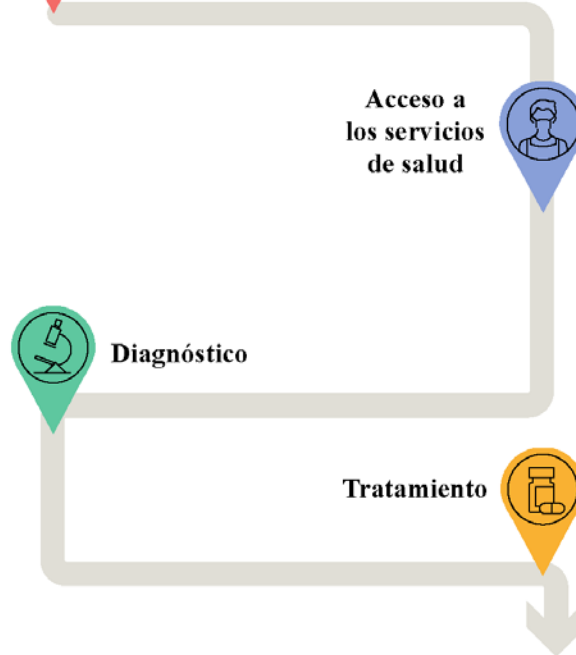 Acceso a
los servicios
de salud
Diagnóstico
Tratamiento